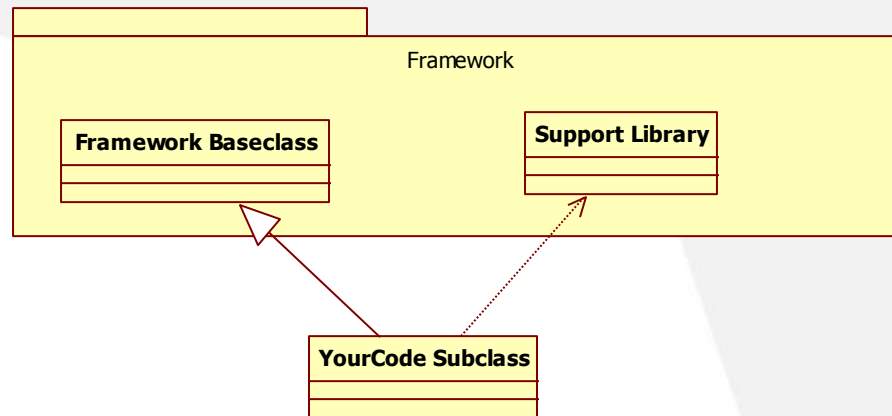 Framework
Framework Baseclass
Support Library
YourCode Subclass